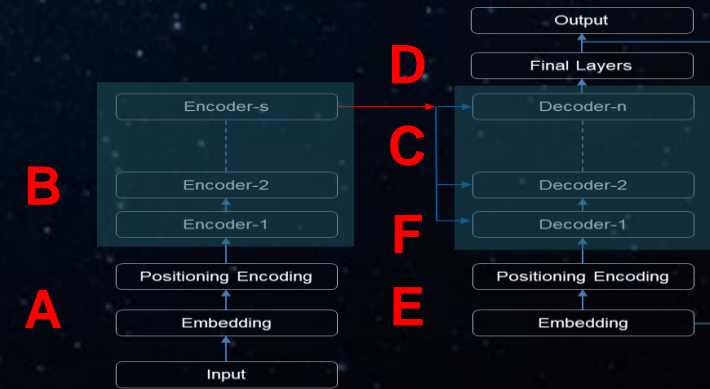 Output
D
Final Layers
Encoder-s
Decoder-n
C
B
Encoder-2
Decoder-2
Encoder-1
F
Decoder-1
Positioning Encoding
Positioning Encoding
A
Embedding
E
Embedding
Input